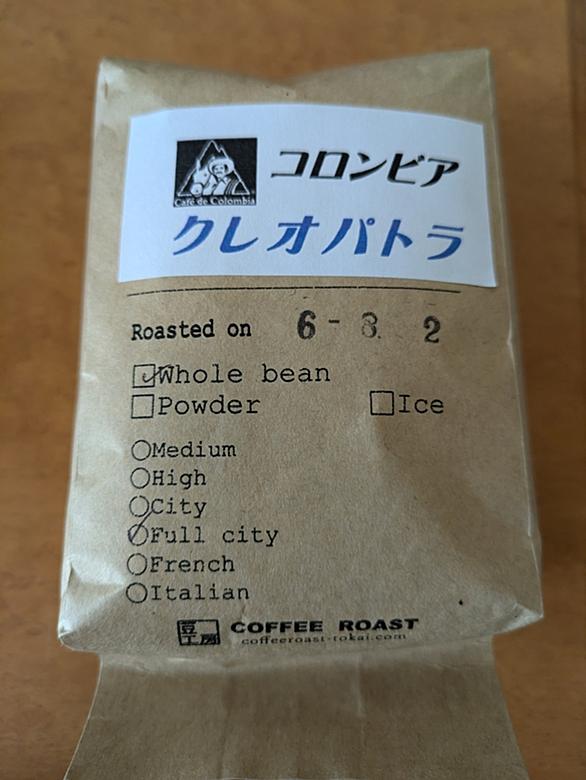 Café de Colombia
コロンビア
クレオパトラ
Roasted on 6- 8. 2
Whole bean
Powder Ice
Medium
High
City
Full city
French
Italian
豆工房 COFFEE ROAST
coffeeroast-tokai.com